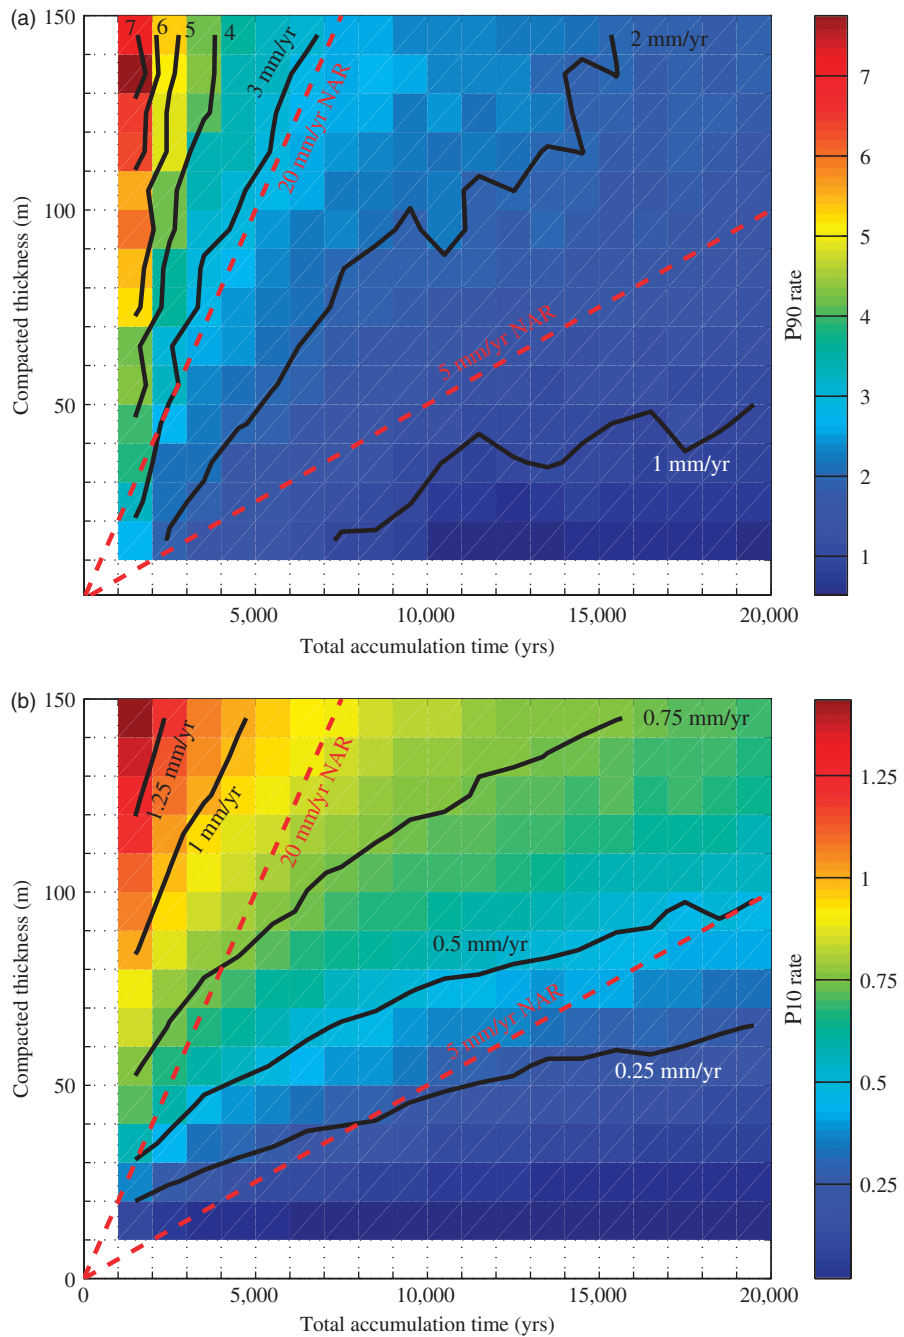 (a)
150
100
50
Compacted thickness (m)
7
6
5
4
3 mm/yr
20 mm/yr NAR
2 mm/yr
5 mm/yr NAR
1 mm/yr
5,000
10,000
15,000
20,000
Total accumulation time (yrs)
P90 rate
7
6
5
4
3
2
1
(b)
150
100
50
0
Compacted thickness (m)
1.25 mm/yr
1 mm/yr
20 mm/yr NAR
0.75 mm/yr
0.5 mm/yr
5 mm/yr NAR
0.25 mm/yr
0
5,000
10,000
15,000
20,000
Total accumulation time (yrs)
P10 rate
1.25
1
0.75
0.5
0.25